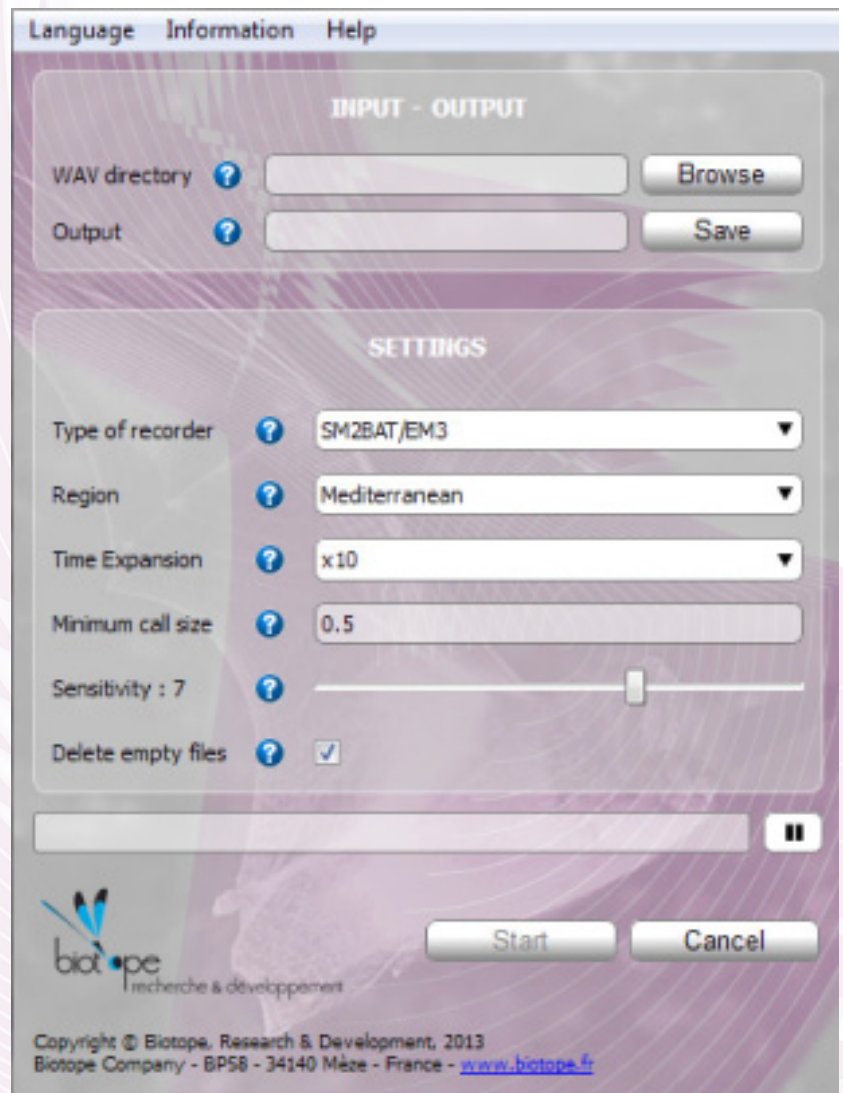 Language Information Help
INPUT - OUTPUT
WAV directory ? Browse
Output ? Save
SETTINGS
Type of recorder ? SM2BAT/EM3
Region ? Mediterranean
Time Expansion ? x10
Minimum call size ? 0.5
Sensitivity : 7 ?
Delete empty files ?
Start Cancel
biotope
recherche & développement
Copyright © Biotope, Research & Development, 2013
Biotope Company - BP58 - 34140 Mèze - France - www.biotope.fr